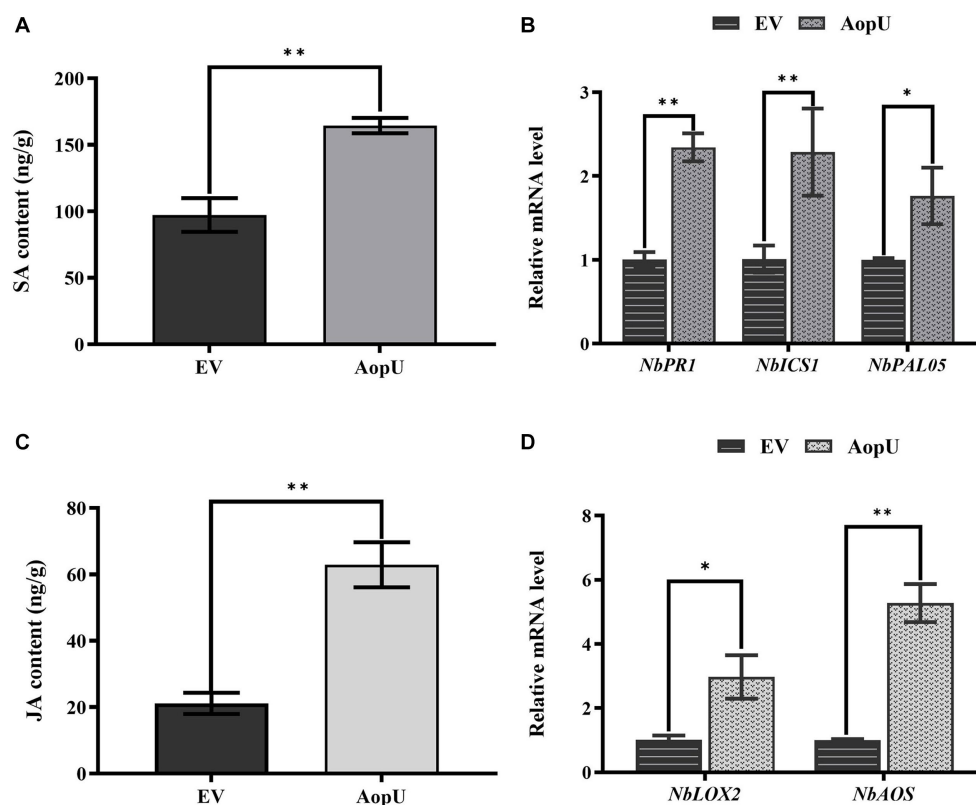 A
SA content (ng/g)
200
150
100
50
0
**
EV
AopU
B
EV
AopU
Relative mRNA level
3
2
1
0
**
**
*
NbPR1
NbICS1
NbPAL05
C
JA content (ng/g)
80
60
40
20
0
**
EV
AopU
D
EV
AopU
Relative mRNA level
8
6
4
2
0
*
**
NbLOX2
NbAOS